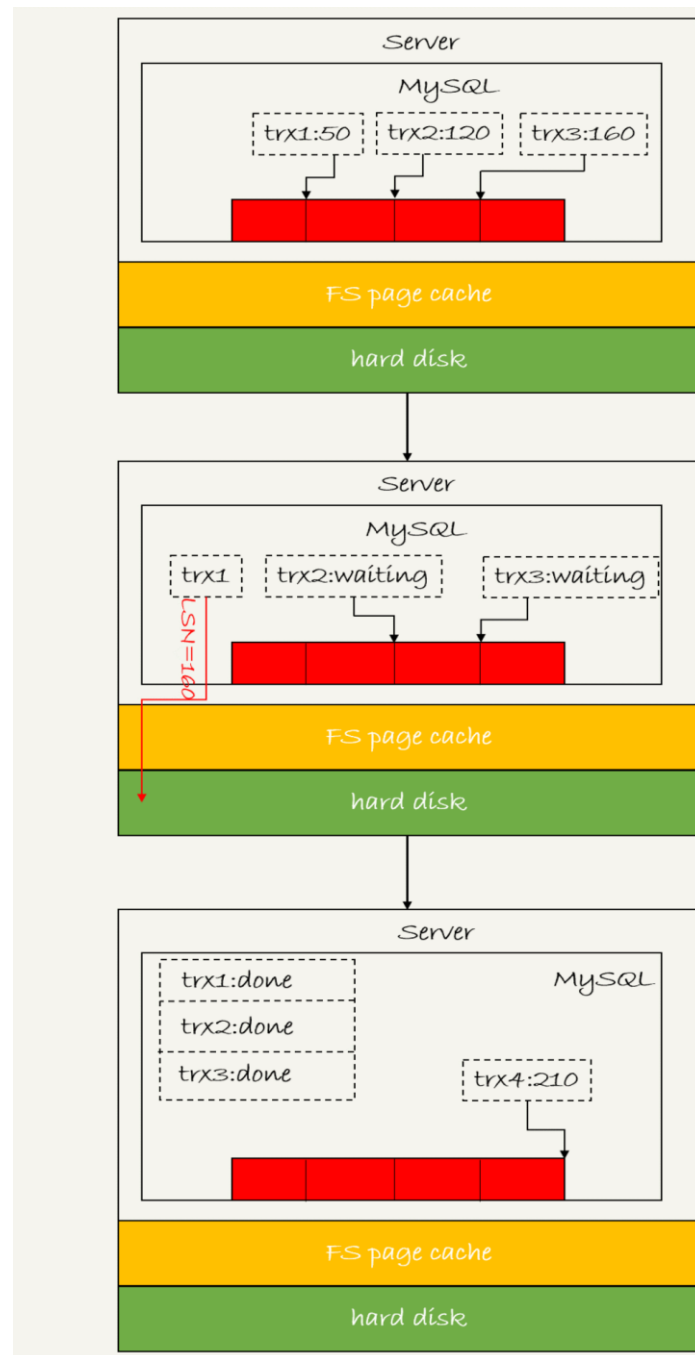 Server
MySQL
trx1:50 trx2:120 trx3:160
FS page cache
hard disk
Server
MySQL
trx1 trx2:waiting trx3:waiting
LSN=160
FS page cache
hard disk
Server
trx1:done MySQL
trx2:done
trx3:done trx4:210
FS page cache
hard disk